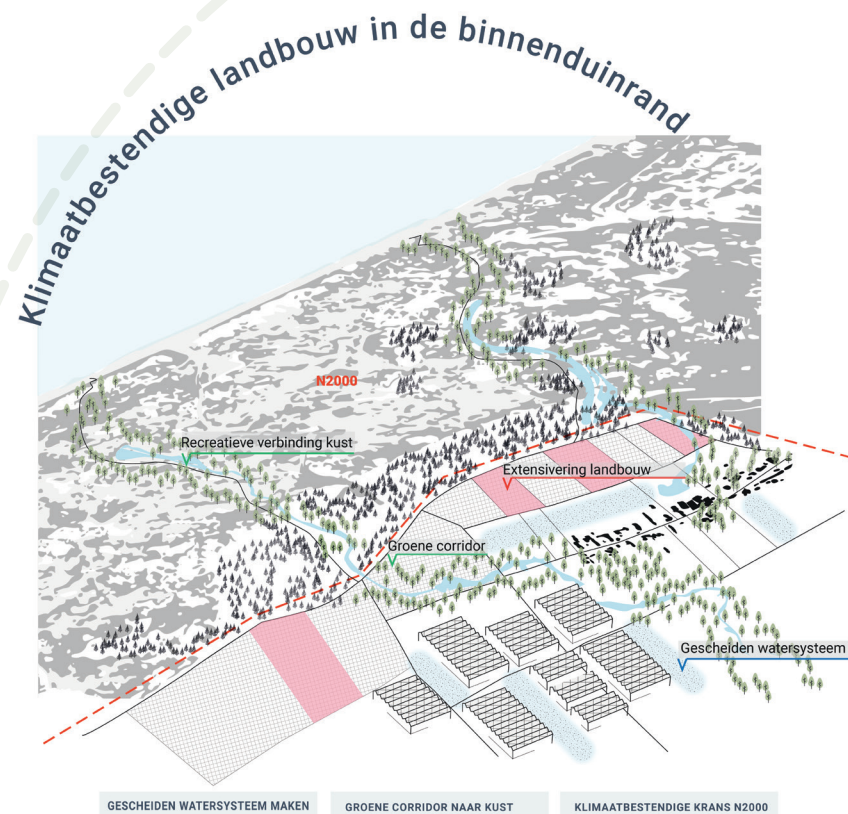 Klimaatbestendige landbouw in de binnenduinrand
N2000
Recreatieve verbinding kust
Extensivering landbouw
Groene corridor
Gescheiden watersysteem
GESCHEIDEN WATERSYSTEEM MAKEN
GROENE CORRIDOR NAAR KUST
KLIMAATBESTENDIGE KRANS N2000